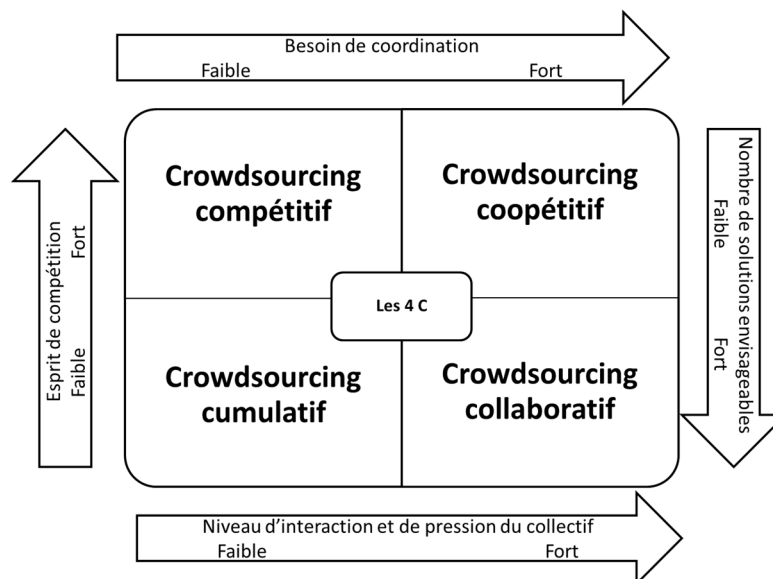 Besoin de coordination
Faible Fort
Esprit de compétition
Faible Fort
Crowdsourcing
compétitif
Crowdsourcing
coopétitif
Nombre de solutions envisageables
Faible Fort
Les 4 C
Crowdsourcing
cumulatif
Crowdsourcing
collaboratif
Niveau d'interaction et de pression du collectif
Faible Fort